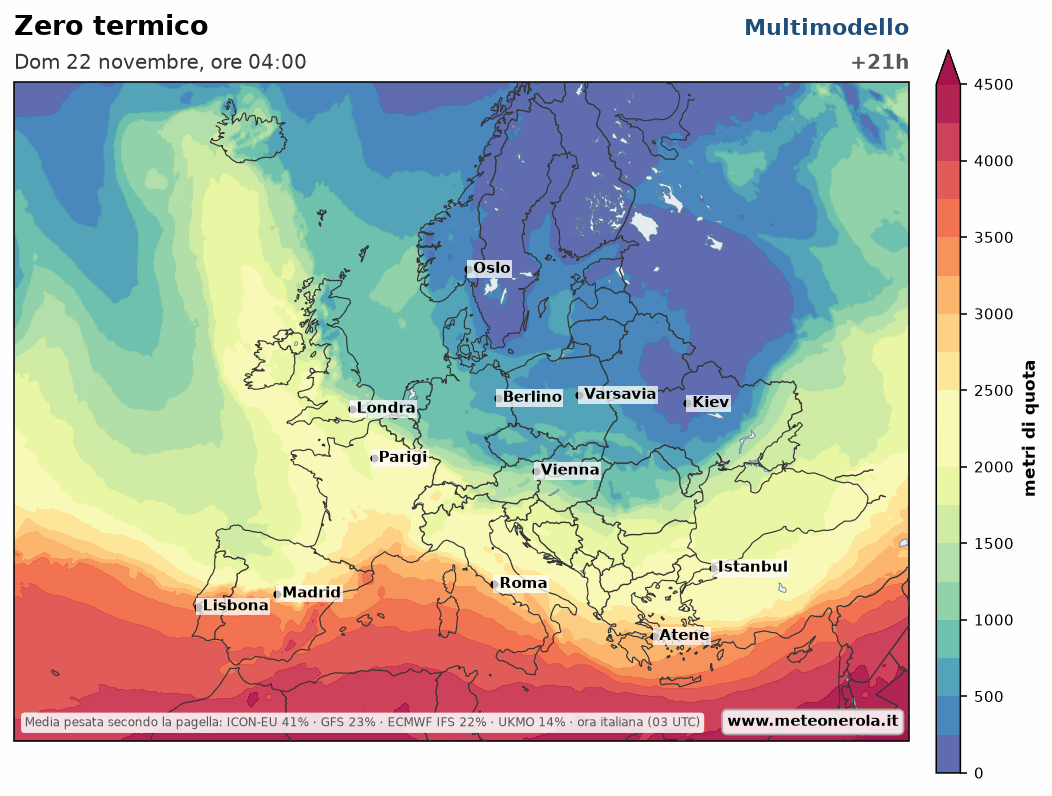 Zero termico
Multimodello
Dom 22 novembre, ore 04:00
+21h
4500
4000
3500
3000
2500
2000
1500
1000
500
0
metri di quota
Oslo
Berlino
Varsavia
Kiev
Londra
Parigi
Vienna
Istanbul
Roma
Madrid
Lisbona
Atene
Media pesata secondo la pagella: ICON-EU 41% · GFS 23% · ECMWF IFS 22% · UKMO 14% · ora italiana (03 UTC)
www.meteonerola.it